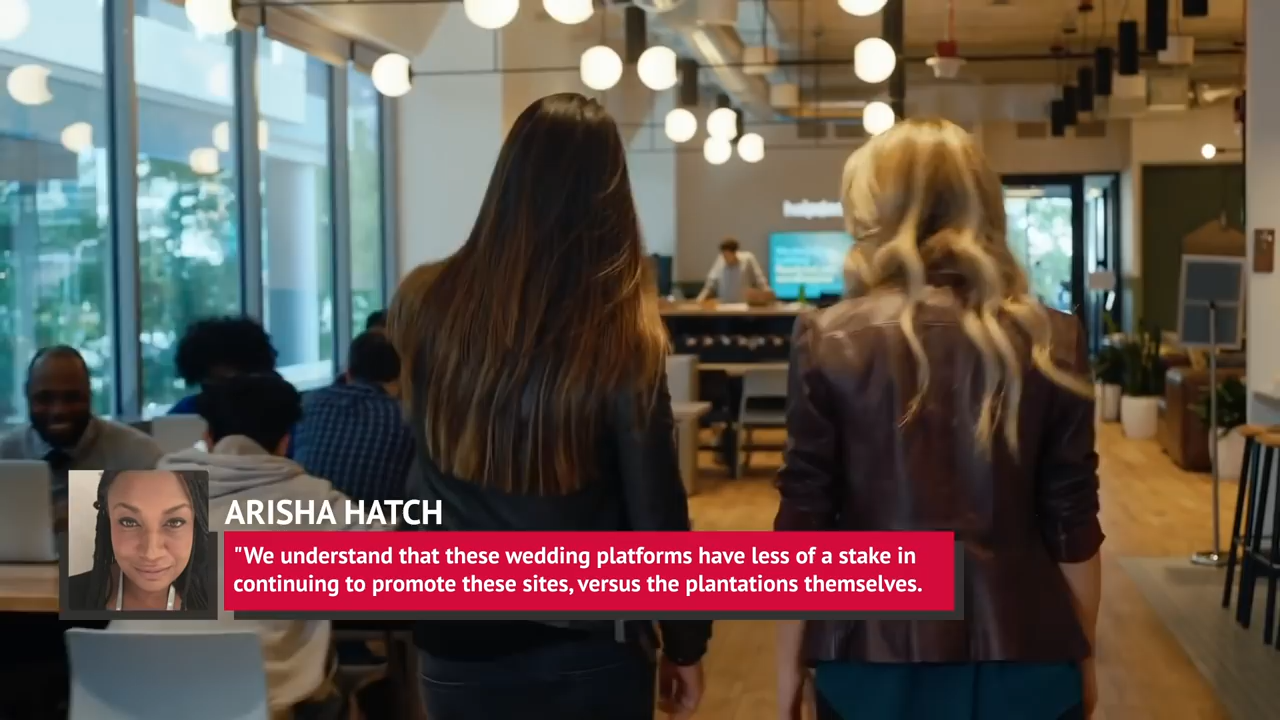 ARISHA HATCH
"We understand that these wedding platforms have less of a stake in
continuing to promote these sites, versus the plantations themselves.